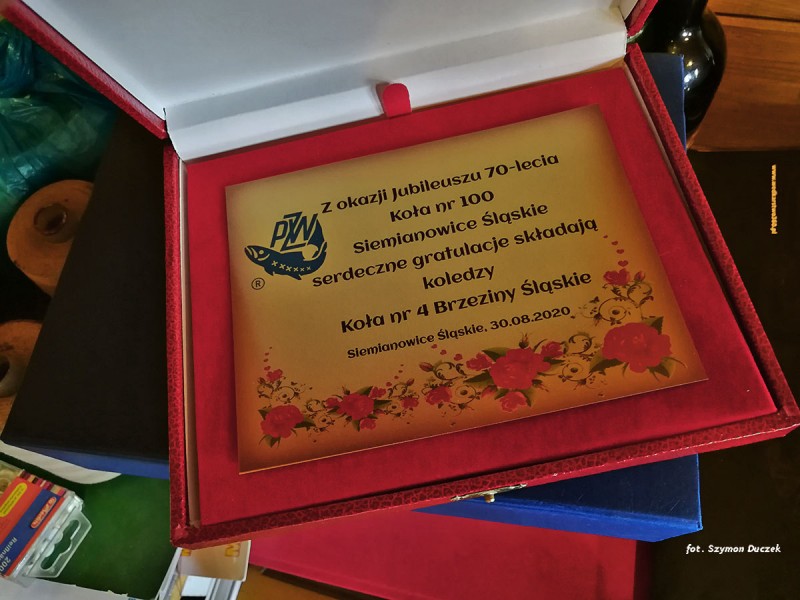 Z okazji Jubileuszu 70-lecia
Koła nr 100
Siemianowice Śląskie
serdeczne gratulacje składają
koledzy
Koła nr 4 Brzeziny Śląskie
Siemianowice Śląskie, 30.08.2020
PZW
®
fot. Szymon Duczek